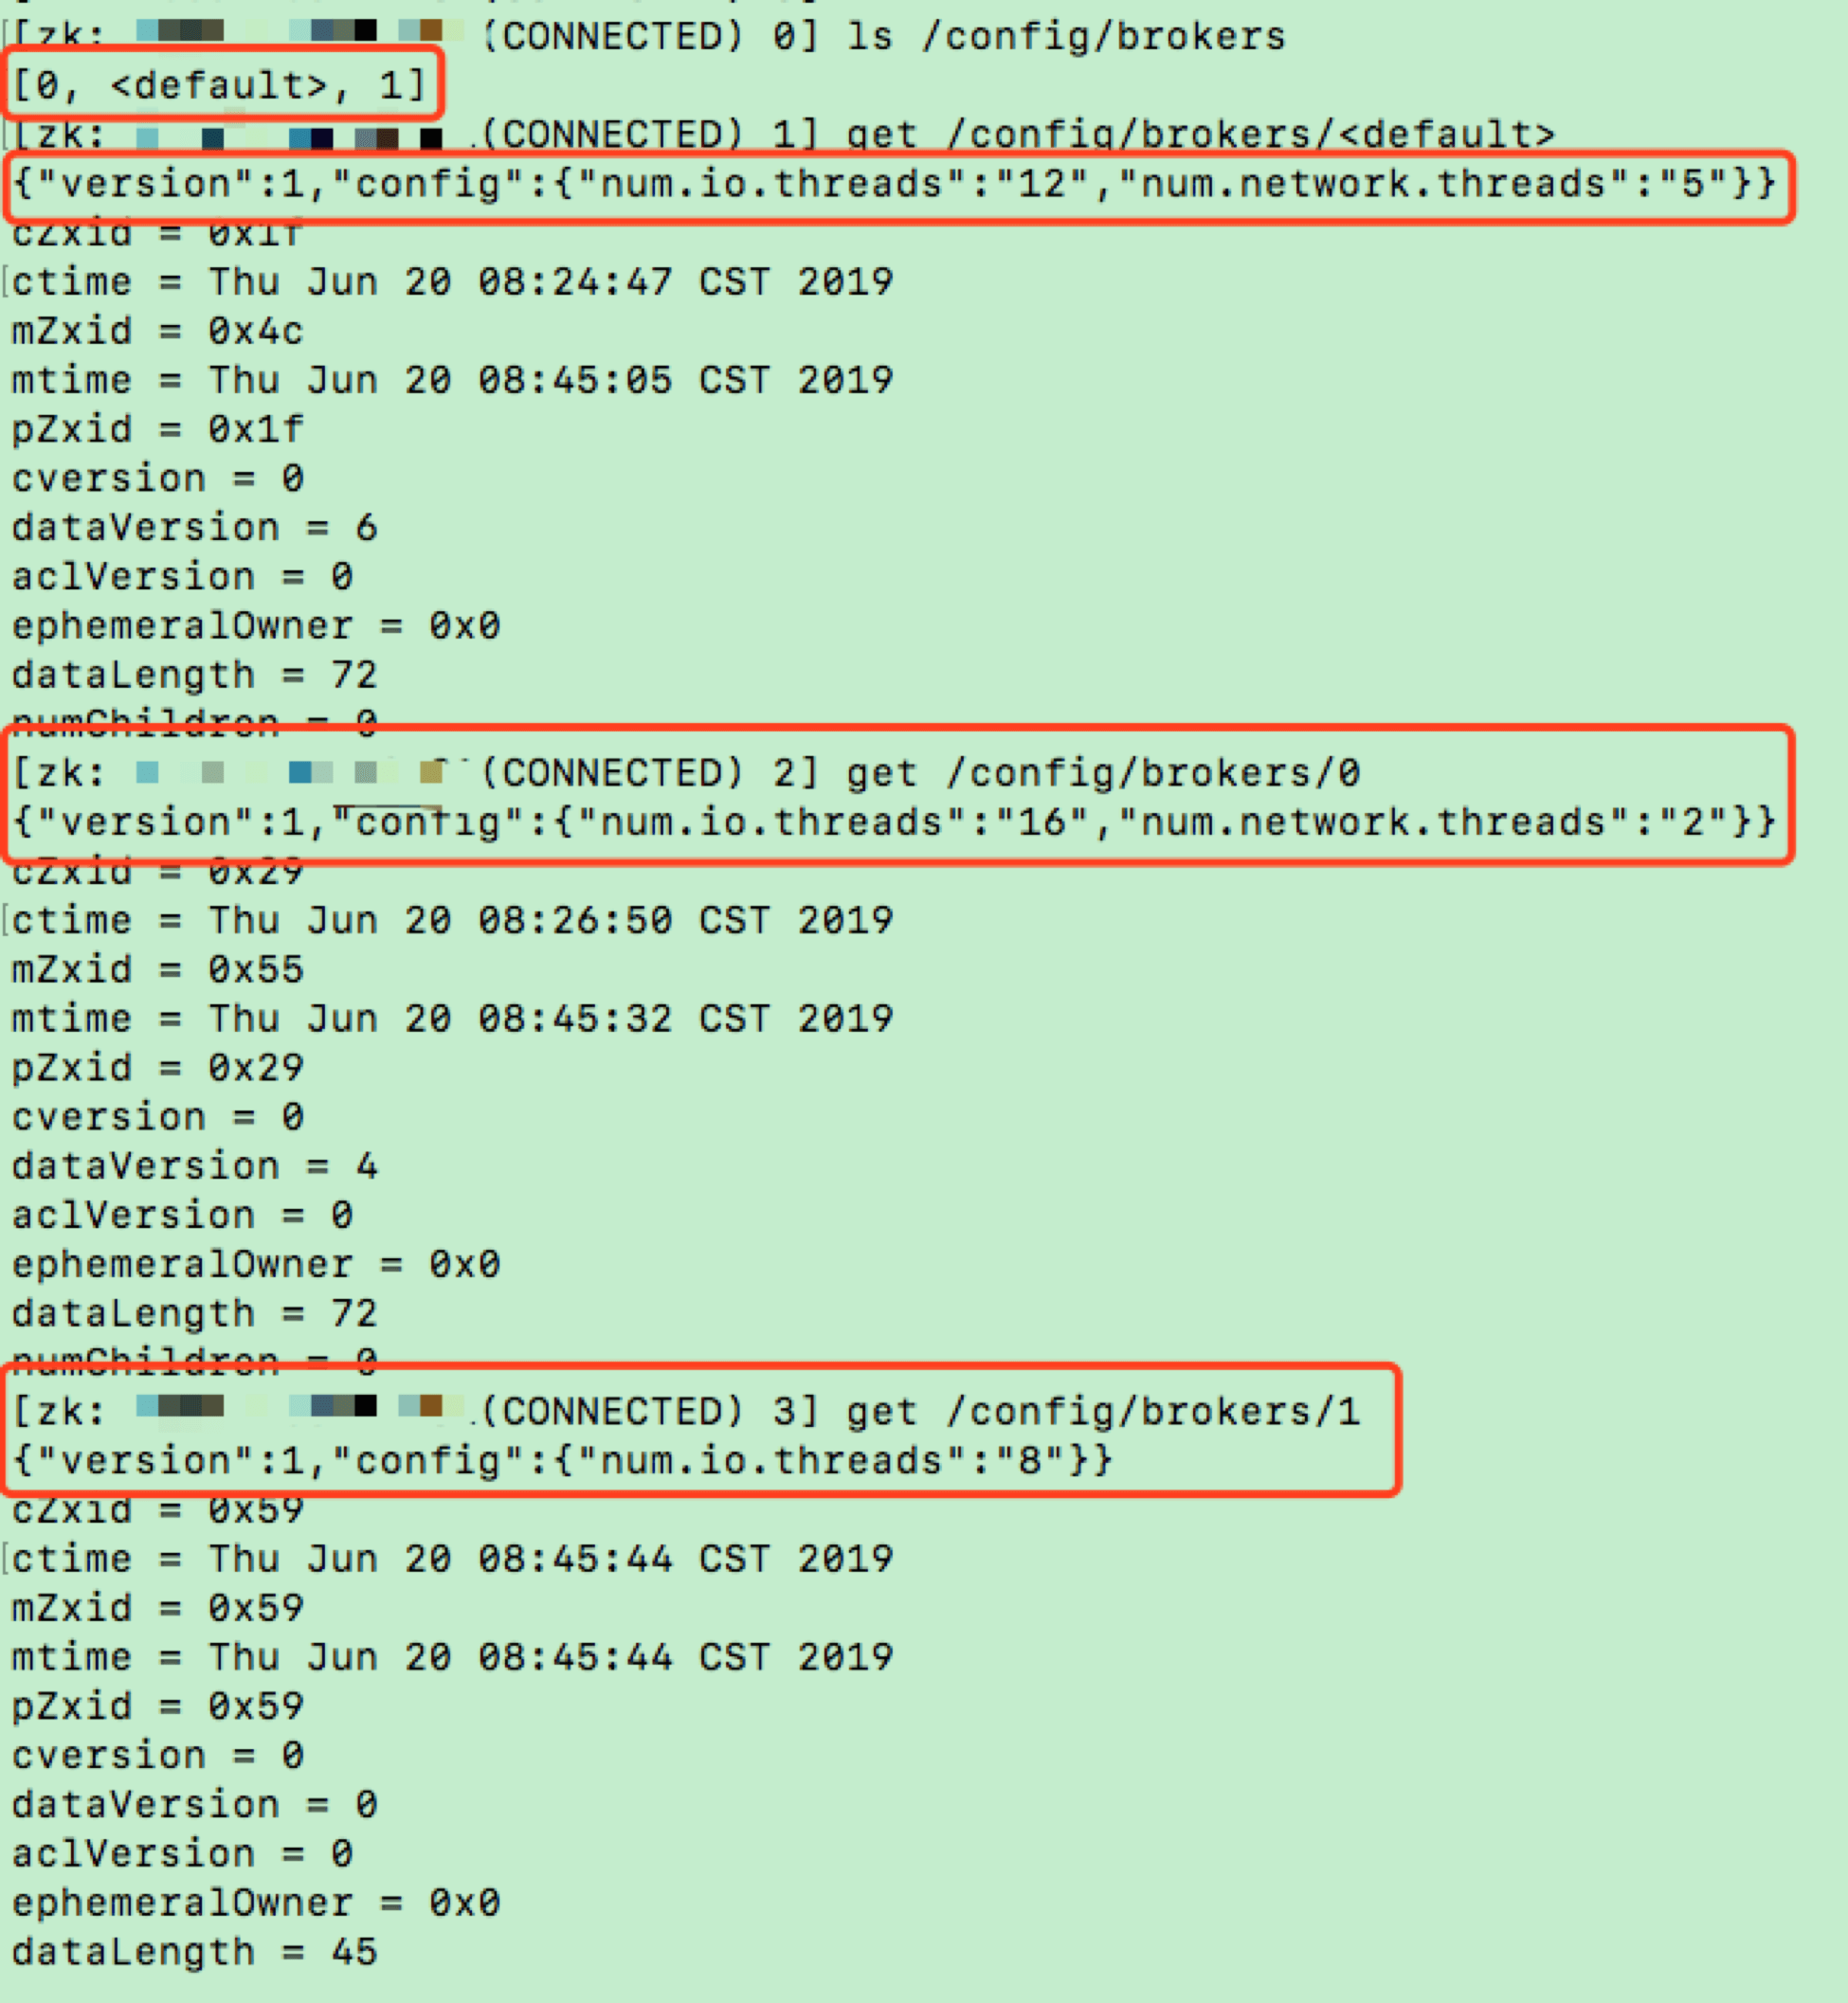 [zk: (CONNECTED) 0] ls /config/brokers
[0, <default>, 1]
[zk: (CONNECTED) 1] get /config/brokers/<default>
{"version":1,"config":{"num.io.threads":"12","num.network.threads":"5"}}
cZxid = 0x1f
ctime = Thu Jun 20 08:24:47 CST 2019
mZxid = 0x4c
mtime = Thu Jun 20 08:45:05 CST 2019
pZxid = 0x1f
cversion = 0
dataVersion = 6
aclVersion = 0
ephemeralOwner = 0x0
dataLength = 72
numChildren = 0
[zk: (CONNECTED) 2] get /config/brokers/0
{"version":1,"config":{"num.io.threads":"16","num.network.threads":"2"}}
cZxid = 0x29
ctime = Thu Jun 20 08:26:50 CST 2019
mZxid = 0x55
mtime = Thu Jun 20 08:45:32 CST 2019
pZxid = 0x29
cversion = 0
dataVersion = 4
aclVersion = 0
ephemeralOwner = 0x0
dataLength = 72
numChildren = 0
[zk: (CONNECTED) 3] get /config/brokers/1
{"version":1,"config":{"num.io.threads":"8"}}
cZxid = 0x59
ctime = Thu Jun 20 08:45:44 CST 2019
mZxid = 0x59
mtime = Thu Jun 20 08:45:44 CST 2019
pZxid = 0x59
cversion = 0
dataVersion = 0
aclVersion = 0
ephemeralOwner = 0x0
dataLength = 45